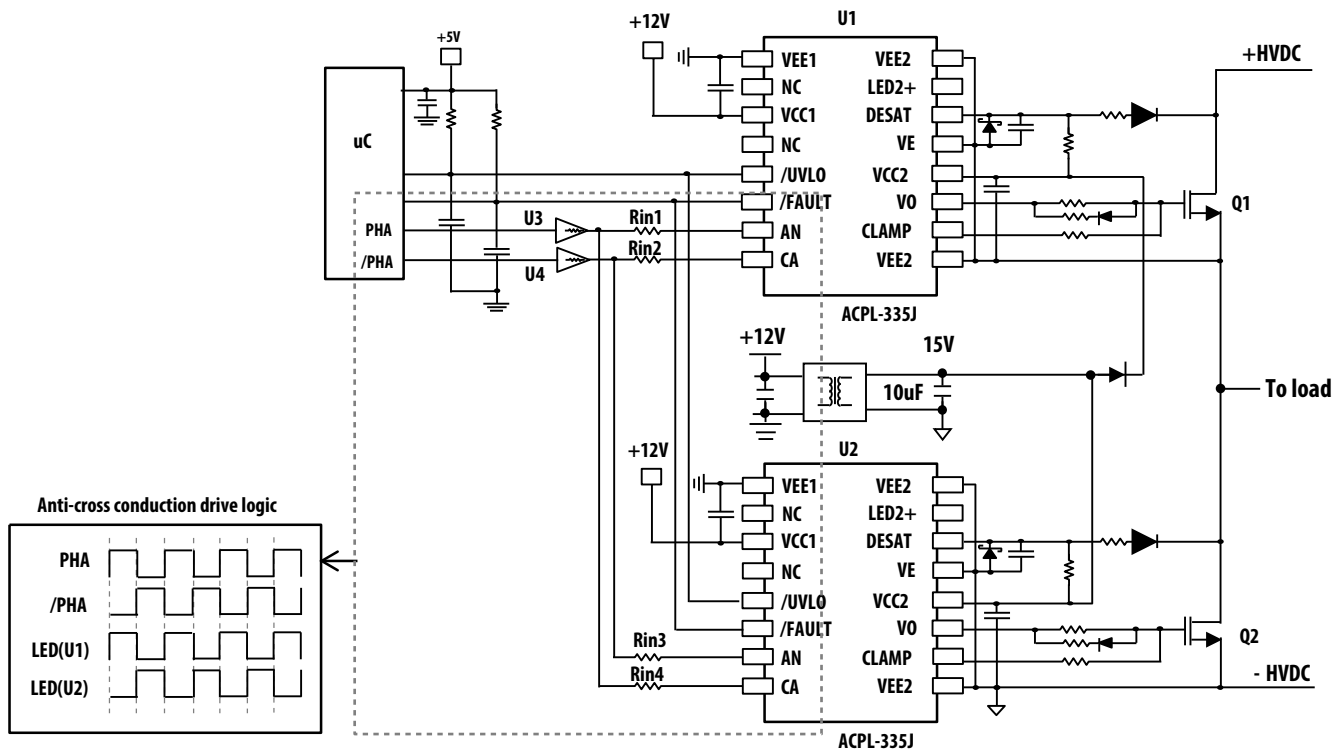 +12V
U1
+5V
+HVDC
uC
VEE1
NC
VCC1
NC
/UVLO
/FAULT
AN
CA
VEE2
LED2+
DESAT
VE
VCC2
VO
CLAMP
VEE2
Q1
PHA
/PHA
U3
U4
Rin1
Rin2
ACPL-335J
+12V
15V
10uF
To load
+12V
U2
VEE1
NC
VCC1
NC
/UVLO
/FAULT
AN
CA
VEE2
LED2+
DESAT
VE
VCC2
VO
CLAMP
VEE2
Q2
- HVDC
Rin3
Rin4
ACPL-335J
Anti-cross conduction drive logic
PHA
/PHA
LED(U1)
LED(U2)